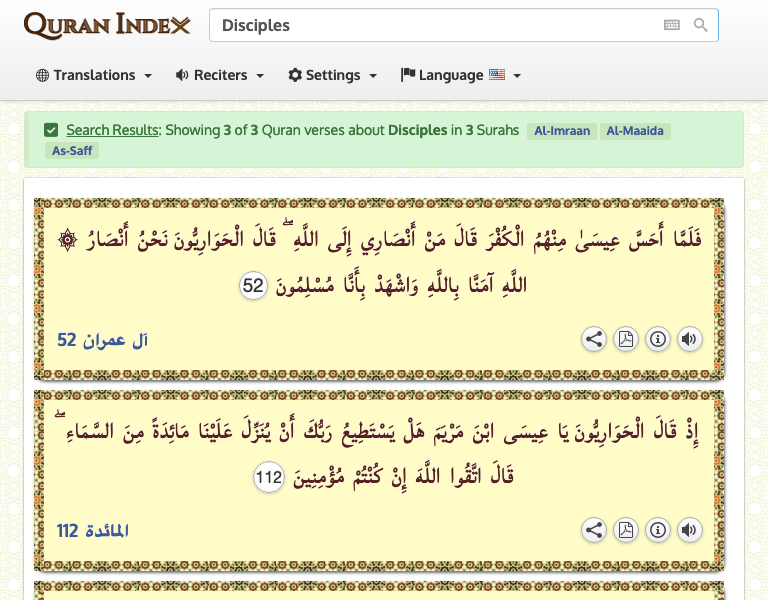 QURAN INDEX
Disciples
Translations Reciters Settings Language
Search Results: Showing 3 of 3 Quran verses about Disciples in 3 Surahs Al-Imraan Al-Maaida
As-Saff
فَلَمَّا أَحَسَّ عِيسَىٰ مِنْهُمُ الْكُفْرَ قَالَ مَنْ أَنْصَارِي إِلَى اللَّهِ ۖ قَالَ الْحَوَارِيُّونَ نَحْنُ أَنْصَارُ ۞
اللَّهِ آمَنَّا بِاللَّهِ وَاشْهَدْ بِأَنَّا مُسْلِمُونَ 52
آل عمران 52
إِذْ قَالَ الْحَوَارِيُّونَ يَا عِيسَى ابْنَ مَرْيَمَ هَلْ يَسْتَطِيعُ رَبُّكَ أَنْ يُنَزِّلَ عَلَيْنَا مَائِدَةً مِنَ السَّمَاءِ ۖ
قَالَ اتَّقُوا اللَّهَ إِنْ كُنْتُمْ مُؤْمِنِينَ 112
المائدة 112